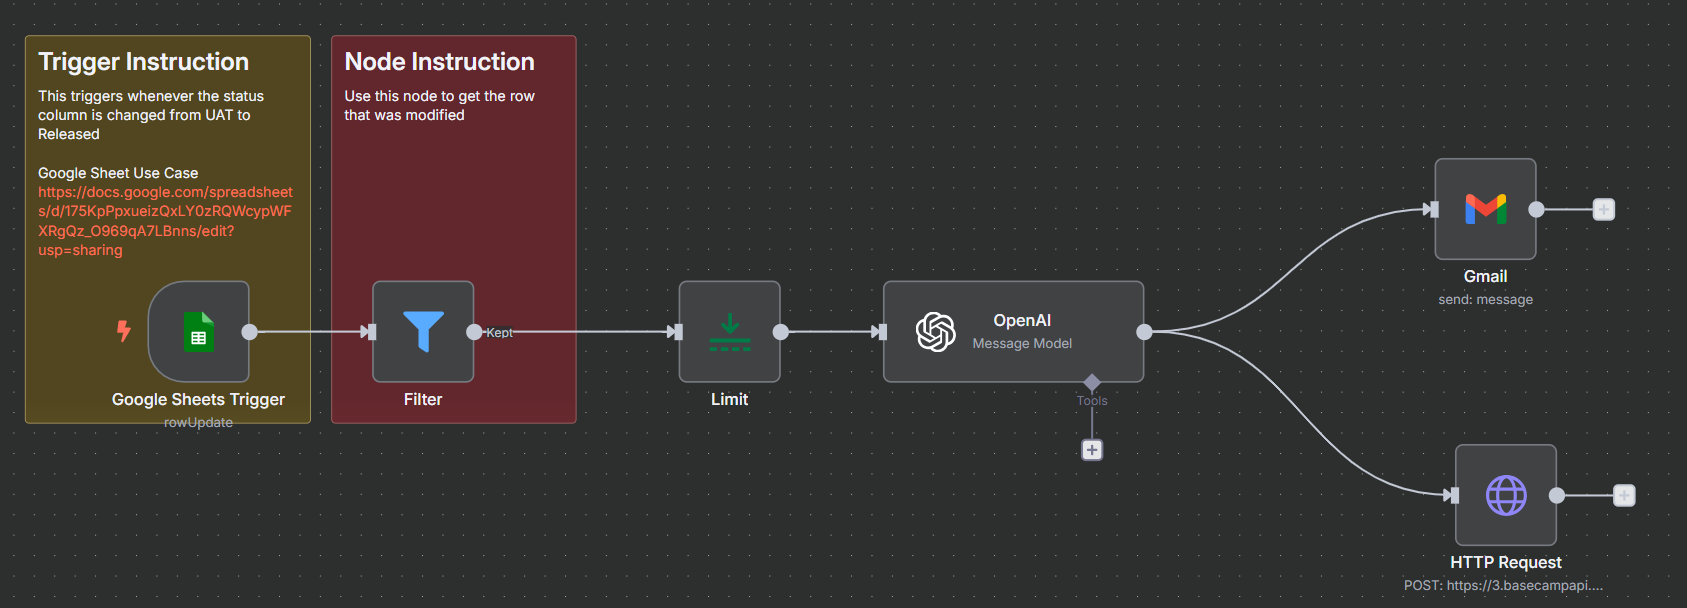 Trigger Instruction
This triggers whenever the status
column is changed from UAT to
Released
Google Sheet Use Case
https://docs.google.com/spreadsheet
s/d/175KpPpxueizQxLY0zRQWcypWF
XRgQz_O969qA7LBnns/edit?
usp=sharing
Google Sheets Trigger
rowUpdate
Node Instruction
Use this node to get the row
that was modified
Kept
Filter
Limit
OpenAI
Message Model
Tools
Gmail
send: message
HTTP Request
POST: https://3.basecampapi....